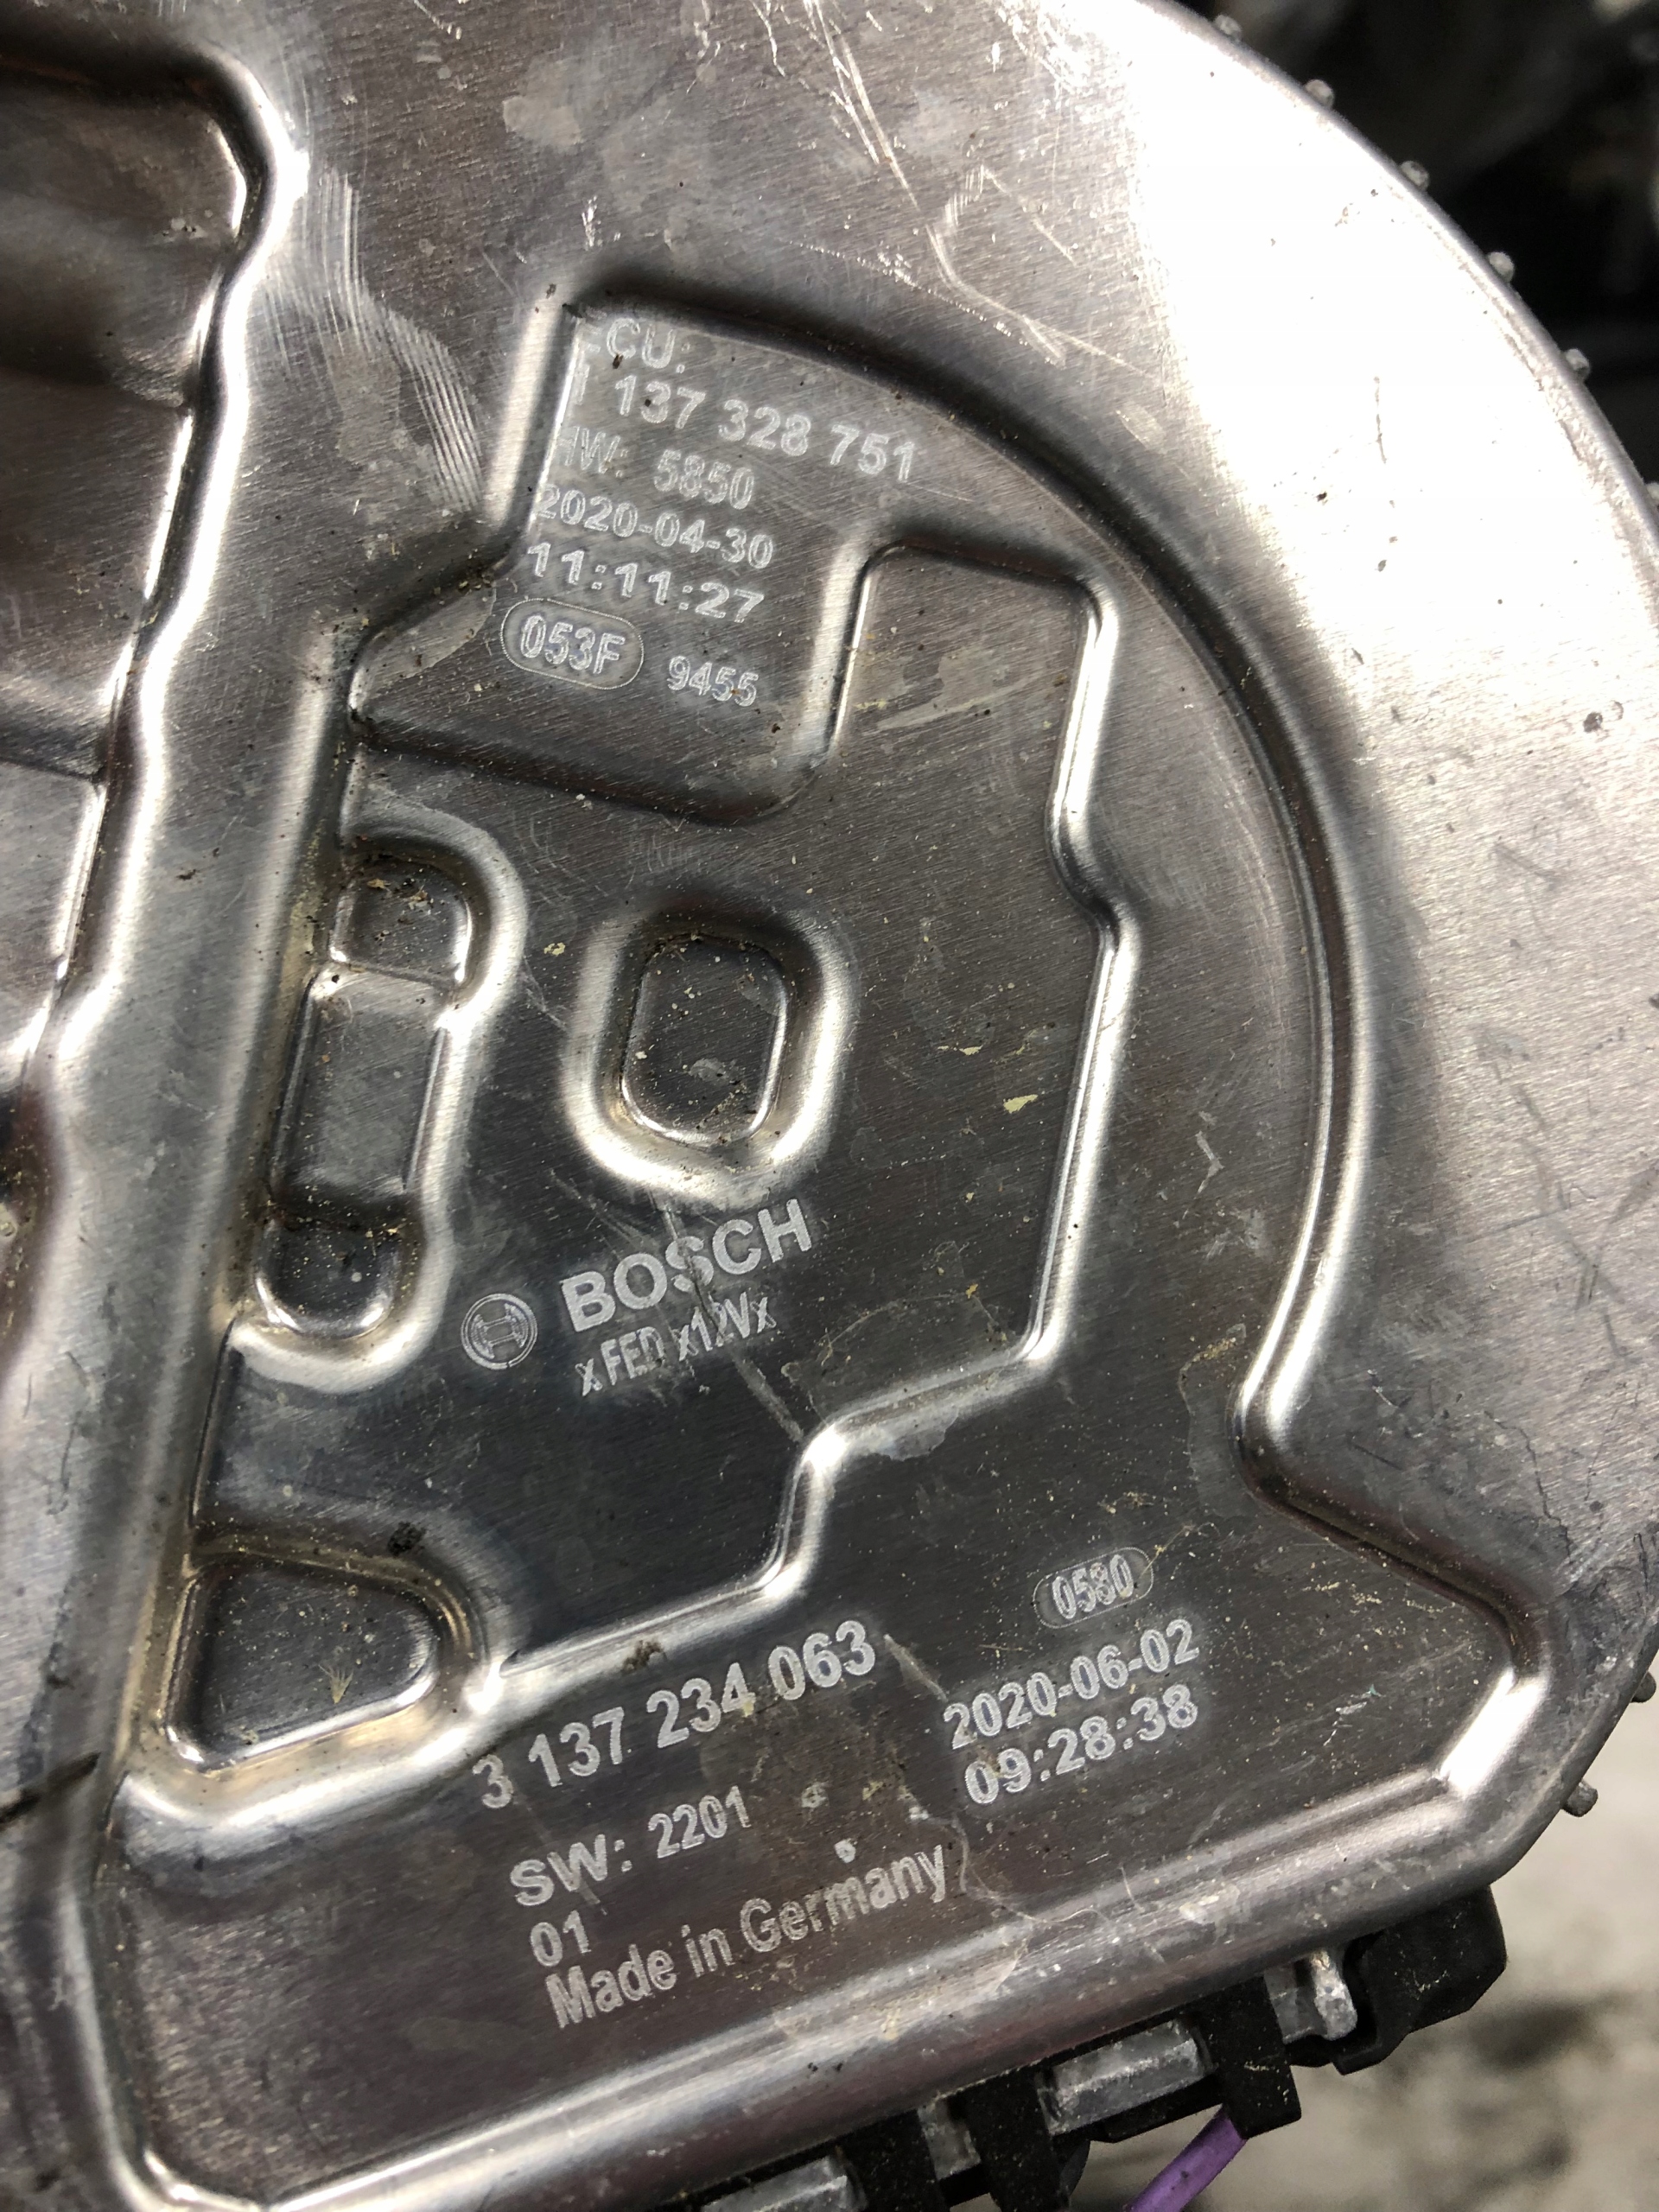 ECU:
1 137 328 751
HW: 5850
2020-04-30
11:11:27
053F 9455
BOSCH
x FED x12Vx
0580
3 137 234 063
2020-06-02
09:28:38
SW: 2201
01
Made in Germany